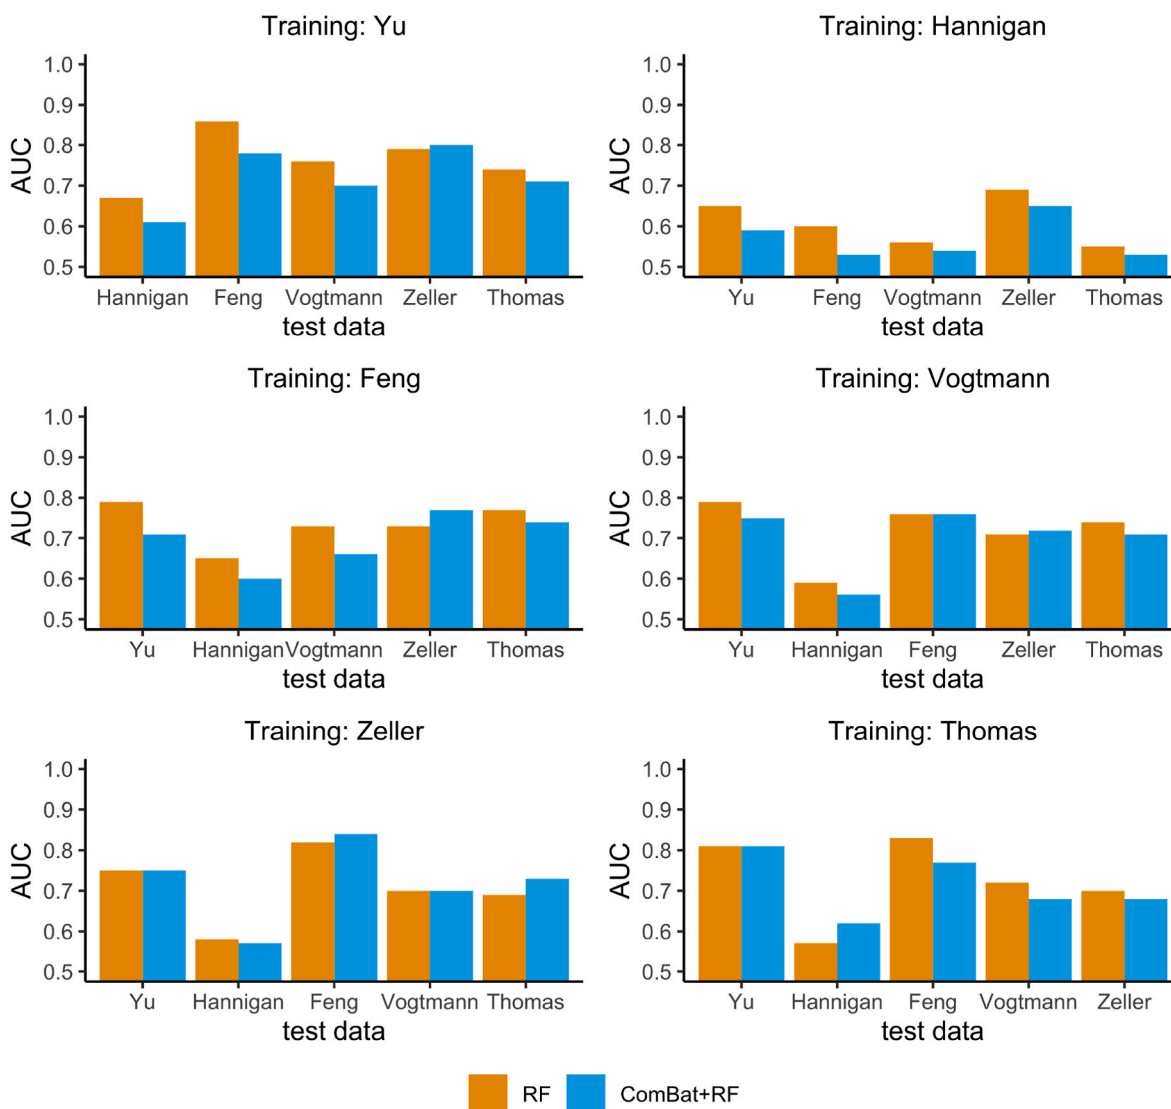 Training: Yu
Training: Hannigan
AUC
1.0
0.9
0.8
0.7
0.6
0.5
Hannigan Feng Vogtmann Zeller Thomas
test data
AUC
1.0
0.9
0.8
0.7
0.6
0.5
Yu Feng Vogtmann Zeller Thomas
test data
Training: Feng
Training: Vogtmann
AUC
1.0
0.9
0.8
0.7
0.6
0.5
Yu Hannigan Vogtmann Zeller Thomas
test data
AUC
1.0
0.9
0.8
0.7
0.6
0.5
Yu Hannigan Feng Zeller Thomas
test data
Training: Zeller
Training: Thomas
AUC
1.0
0.9
0.8
0.7
0.6
0.5
Yu Hannigan Feng Vogtmann Thomas
test data
AUC
1.0
0.9
0.8
0.7
0.6
0.5
Yu Hannigan Feng Vogtmann Zeller
test data
RF ComBat+RF